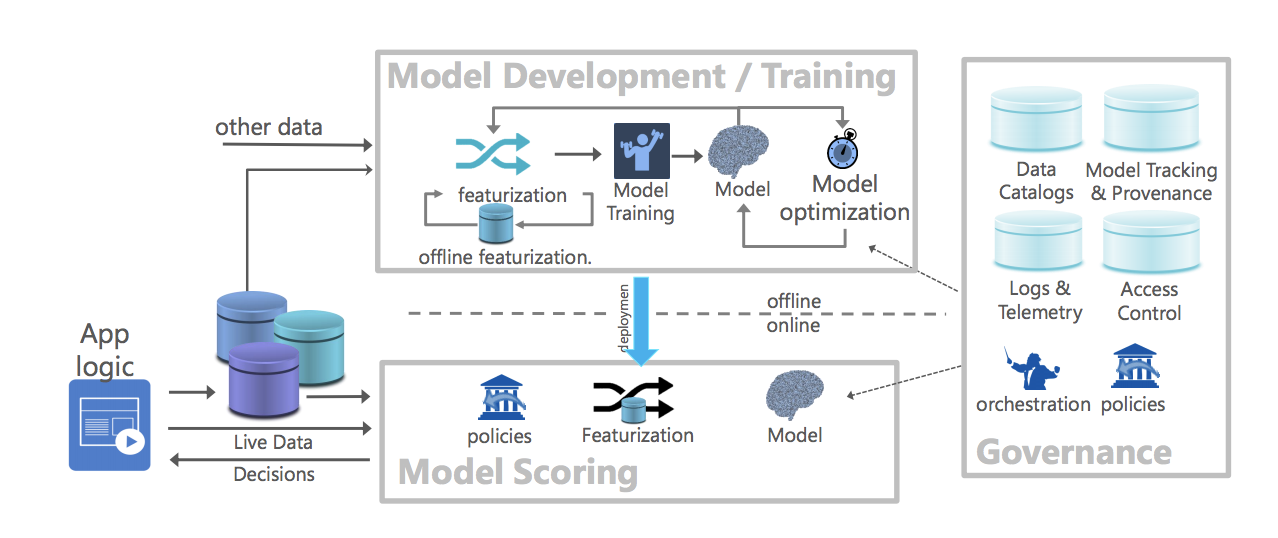 Model Development / Training
other data
featurization
Model
Training
Model
Model
optimization
offline featurization.
deploymen
offline
online
App
logic
Live Data
Decisions
policies
Featurization
Model
Model Scoring
Data
Catalogs
Model Tracking
& Provenance
Logs &
Telemetry
Access
Control
orchestration
policies
Governance